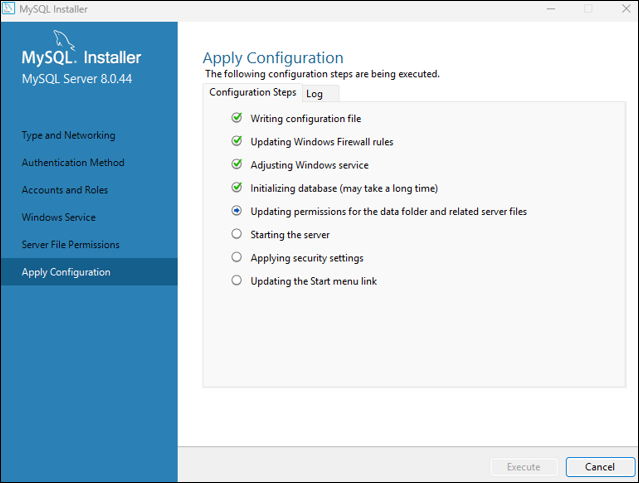 MySQL Installer
MySQL. Installer
MySQL Server 8.0.44
Type and Networking
Authentication Method
Accounts and Roles
Windows Service
Server File Permissions
Apply Configuration
Apply Configuration
The following configuration steps are being executed.
Configuration Steps Log
Writing configuration file
Updating Windows Firewall rules
Adjusting Windows service
Initializing database (may take a long time)
Updating permissions for the data folder and related server files
Starting the server
Applying security settings
Updating the Start menu link
Execute Cancel